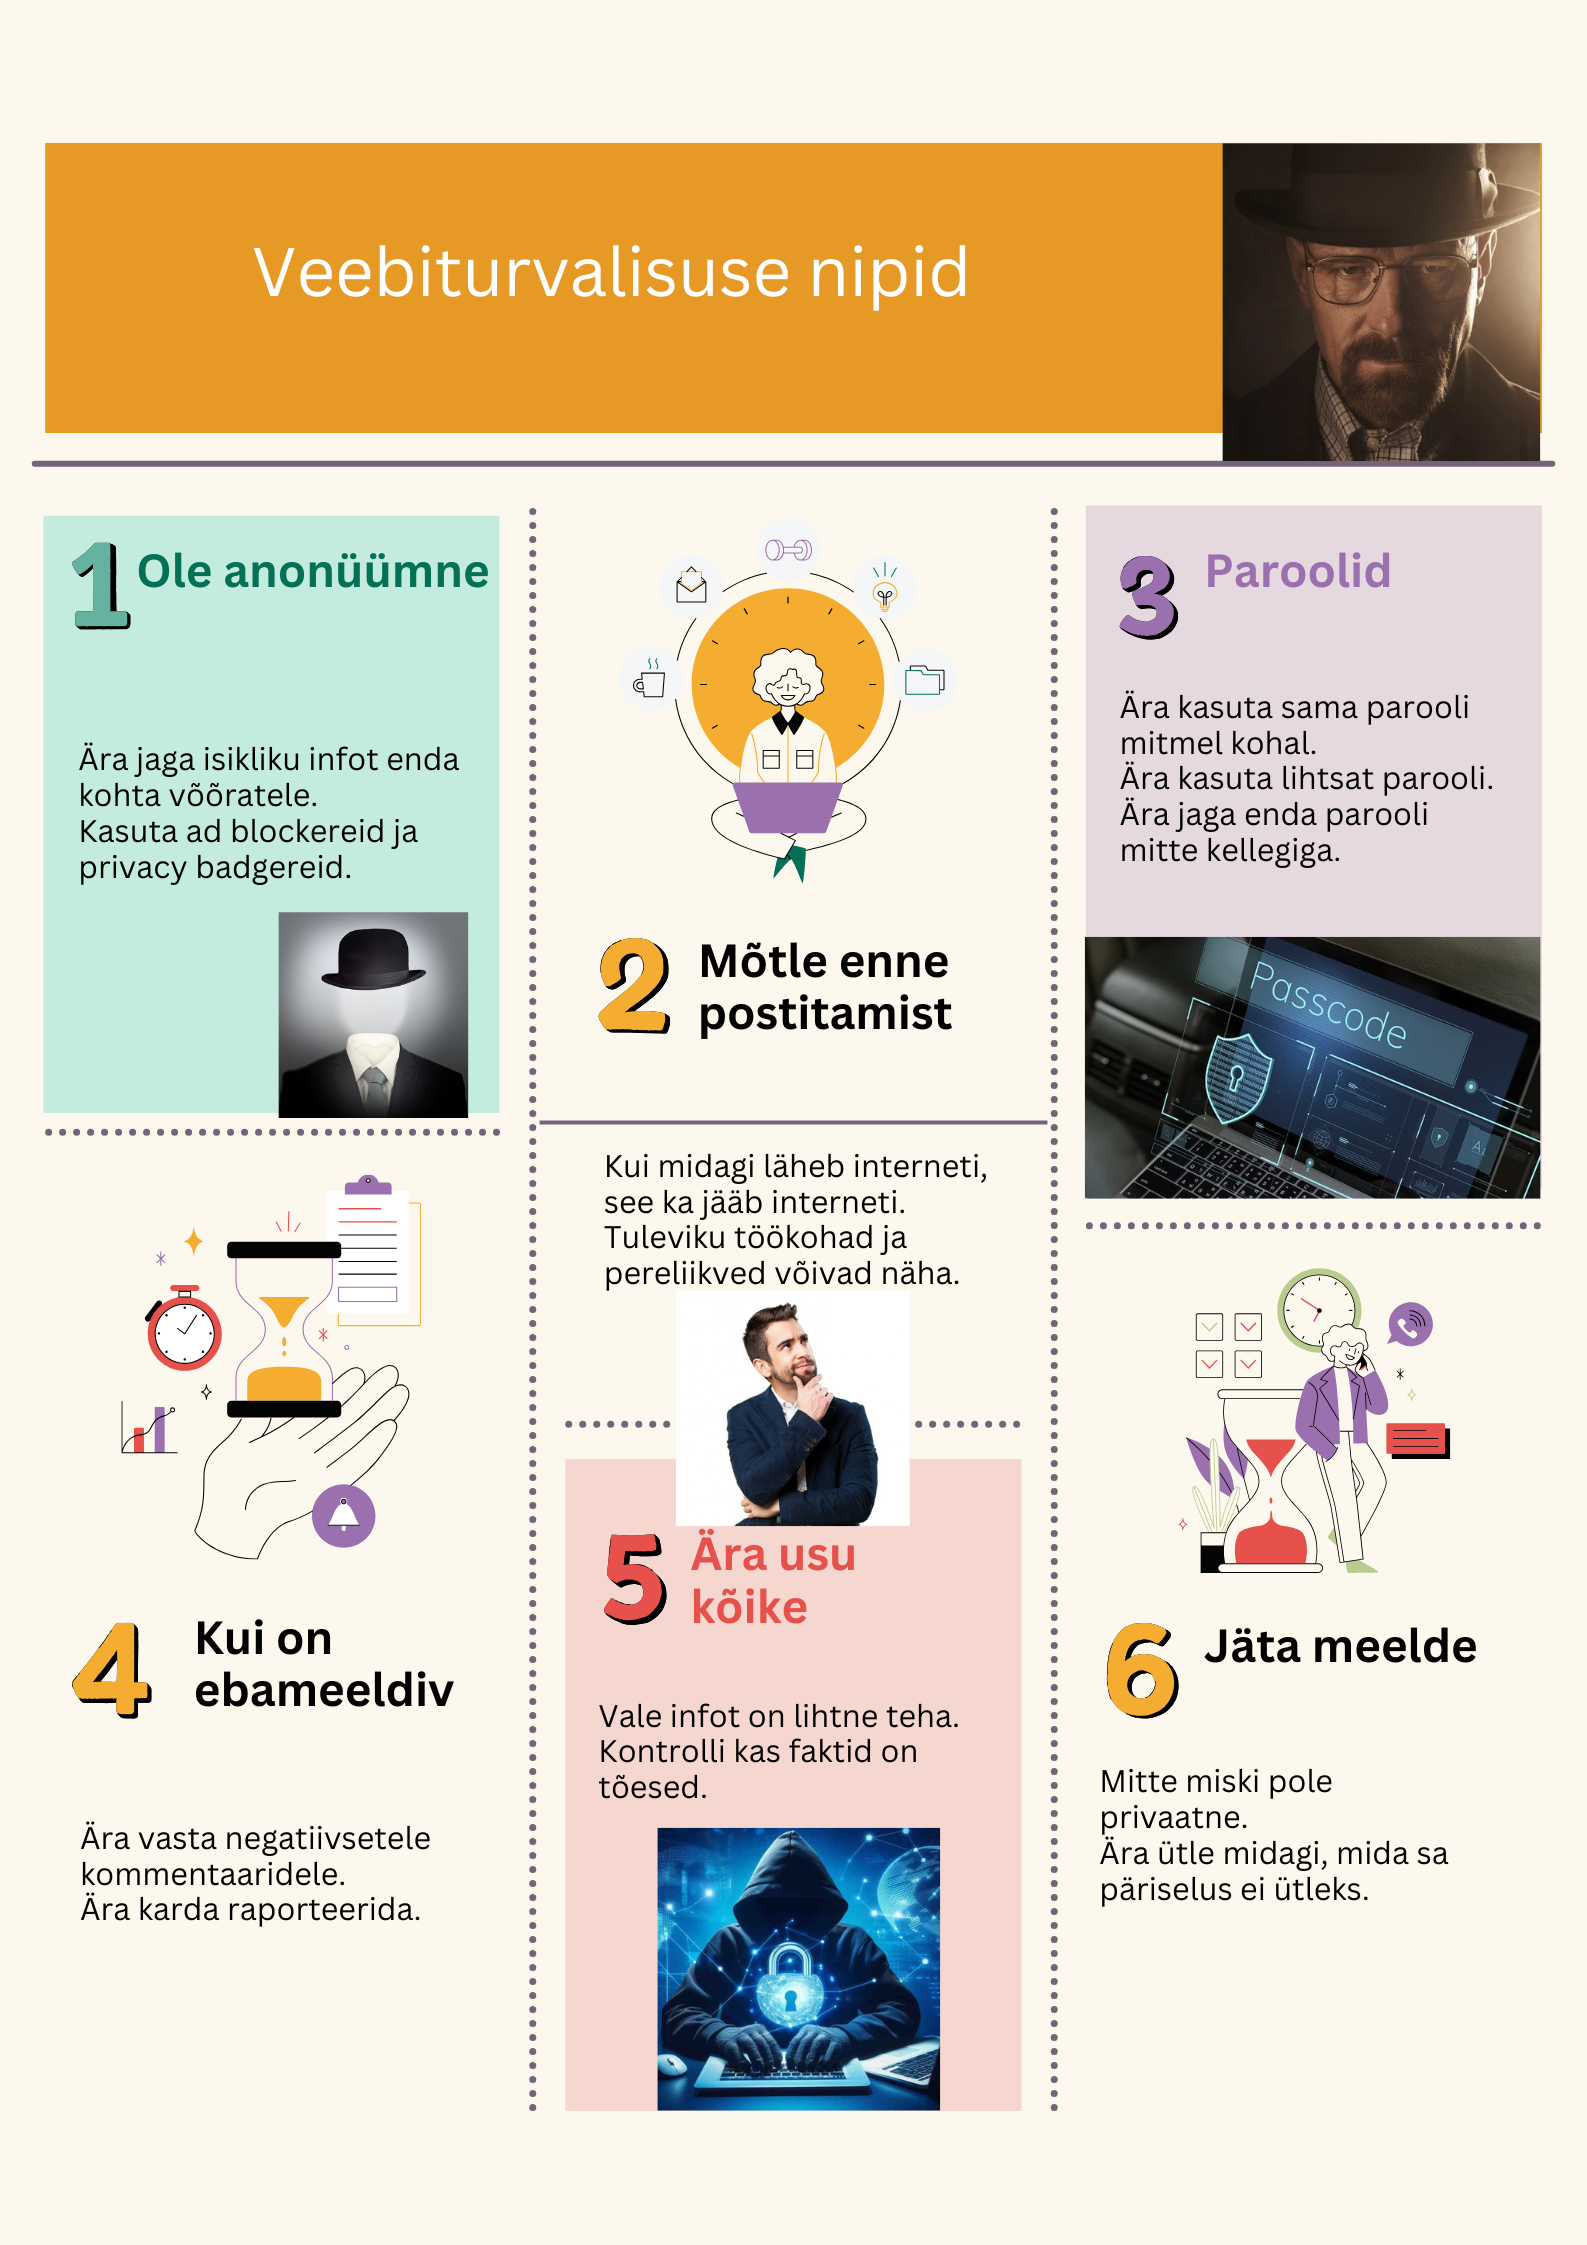 Veebiturvalisuse nipid
1 Ole anonüümne
Ära jaga isikliku infot enda
kohta võõratele.
Kasuta ad blockereid ja
privacy badgereid.
2 Mõtle enne
postitamist
Kui midagi läheb interneti,
see ka jääb interneti.
Tuleviku töökohad ja
pereliikved võivad näha.
3 Paroolid
Ära kasuta sama parooli
mitmel kohal.
Ära kasuta lihtsat parooli.
Ära jaga enda parooli
mitte kellegiga.
Passcode
4 Kui on
ebameeldiv
Ära vasta negatiivsetele
kommentaaridele.
Ära karda raporteerida.
5 Ära usu
kõike
Vale infot on lihtne teha.
Kontrolli kas faktid on
tõesed.
6 Jäta meelde
Mitte miski pole
privaatne.
Ära ütle midagi, mida sa
päriselus ei ütleks.